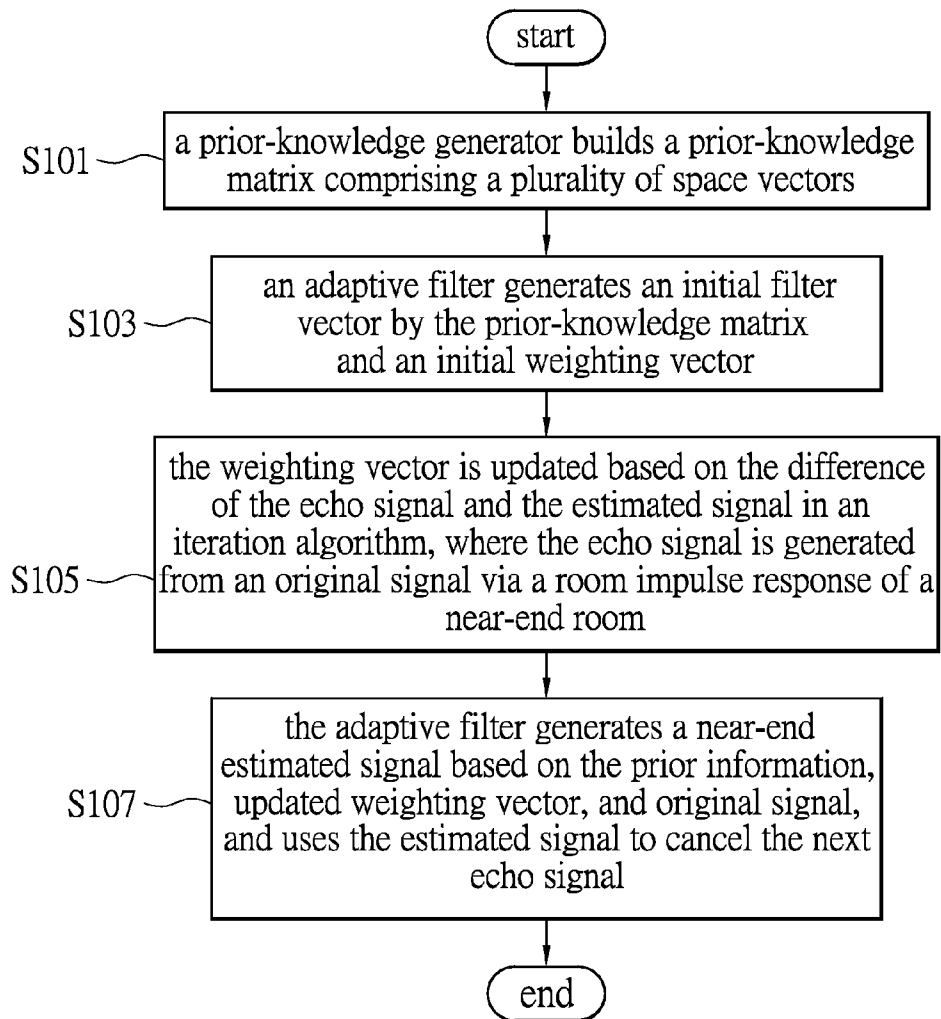 start
S101
a prior-knowledge generator builds a prior-knowledge
matrix comprising a plurality of space vectors
S103
an adaptive filter generates an initial filter
vector by the prior-knowledge matrix
and an initial weighting vector
S105
the weighting vector is updated based on the difference
of the echo signal and the estimated signal in an
iteration algorithm, where the echo signal is generated
from an original signal via a room impulse response of a
near-end room
S107
the adaptive filter generates a near-end
estimated signal based on the prior information,
updated weighting vector, and original signal,
and uses the estimated signal to cancel the next
echo signal
end